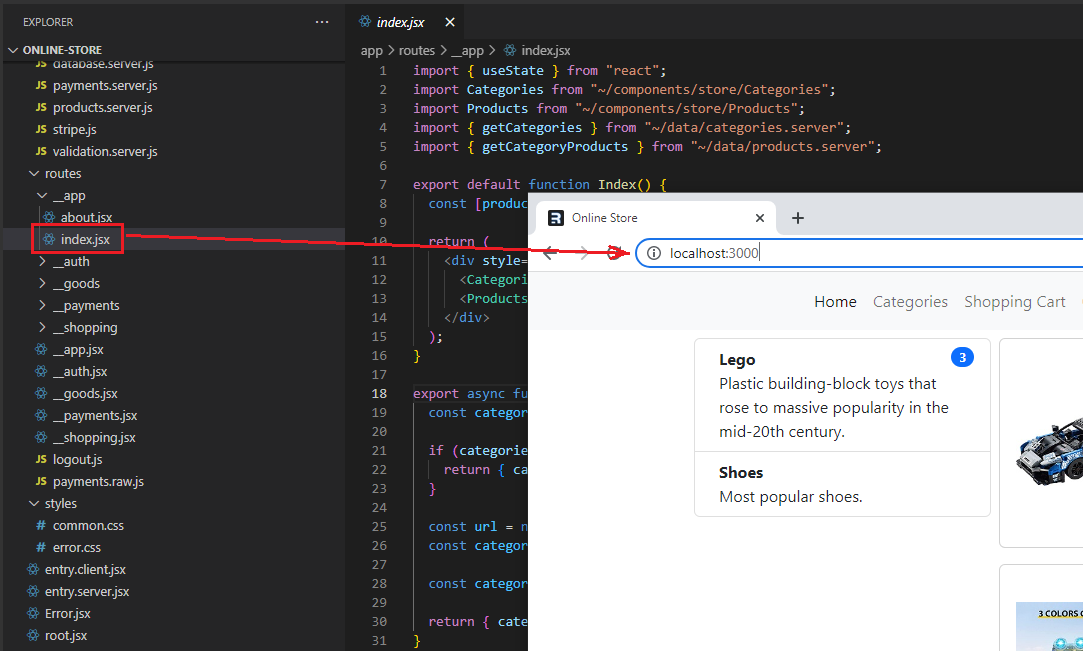 EXPLORER
ONLINE-STORE
JS database.server.js
JS payments.server.js
JS products.server.js
JS stripe.js
JS validation.server.js
routes
__app
about.jsx
index.jsx
__auth
__goods
__payments
__shopping
__app.jsx
__auth.jsx
__goods.jsx
__payments.jsx
__shopping.jsx
JS logout.js
JS payments.raw.js
styles
# common.css
# error.css
entry.client.jsx
entry.server.jsx
Error.jsx
root.jsx
index.jsx
app > routes > __app > index.jsx
1 import { useState } from "react";
2 import Categories from "~/components/store/Categories";
3 import Products from "~/components/store/Products";
4 import { getCategories } from "~/data/categories.server";
5 import { getCategoryProducts } from "~/data/products.server";
6
7 export default function Index() {
8 const [produc
9
10 return (
11 <div style=
12 <Categori
13 <Products
14 </div>
15 );
16 }
17
18 export async fu
19 const categor
20
21 if (categorie
22 return { ca
23 }
24
25 const url = n
26 const categor
27
28 const categor
29
30 return { cate
31 }
Online Store
localhost:3000
Home Categories Shopping Cart
Lego 3
Plastic building-block toys that
rose to massive popularity in the
mid-20th century.
Shoes
Most popular shoes.
3 COLORS